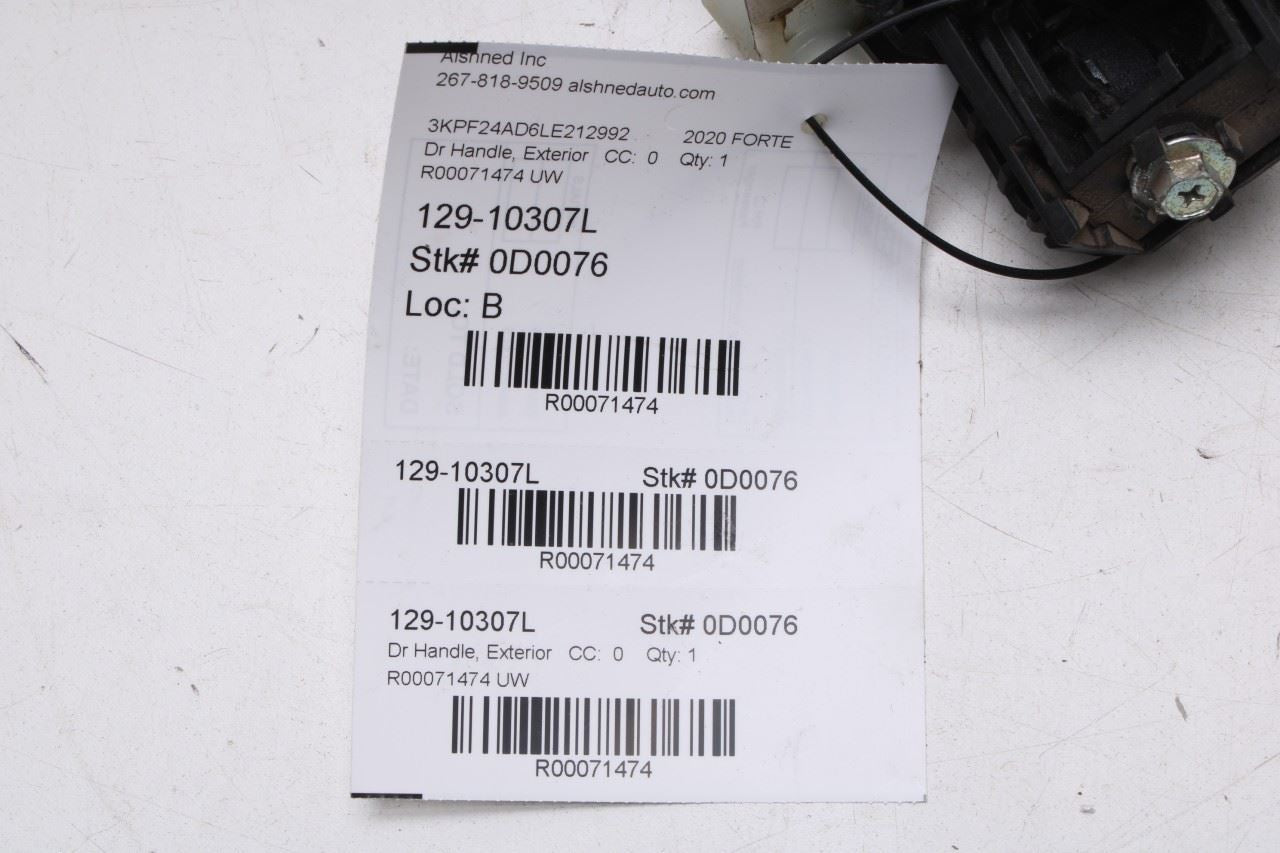 Alshned Inc
267-818-9509 alshnedauto.com
3KPF24AD6LE212992 2020 FORTE
Dr Handle, Exterior CC: 0 Qty: 1
R00071474 UW
129-10307L
Stk# 0D0076
Loc: B
R00071474
129-10307L Stk# 0D0076
R00071474
129-10307L Stk# 0D0076
Dr Handle, Exterior CC: 0 Qty: 1
R00071474 UW
R00071474